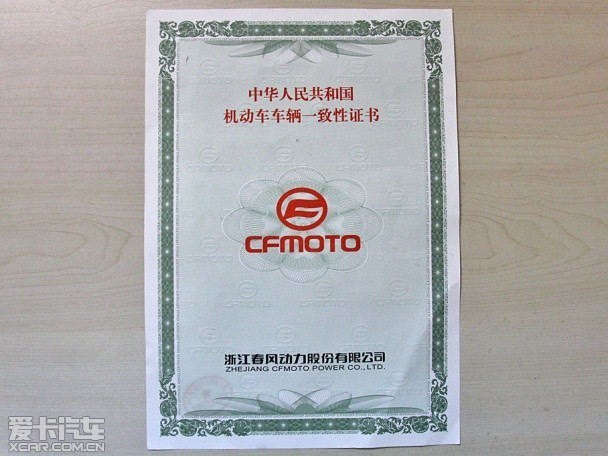 中华人民共和国
机动车车辆一致性证书
CFMOTO
浙江春风动力股份有限公司
ZHEJIANG CFMOTO POWER CO., LTD.
爱卡汽车
XCAR.COM.CN